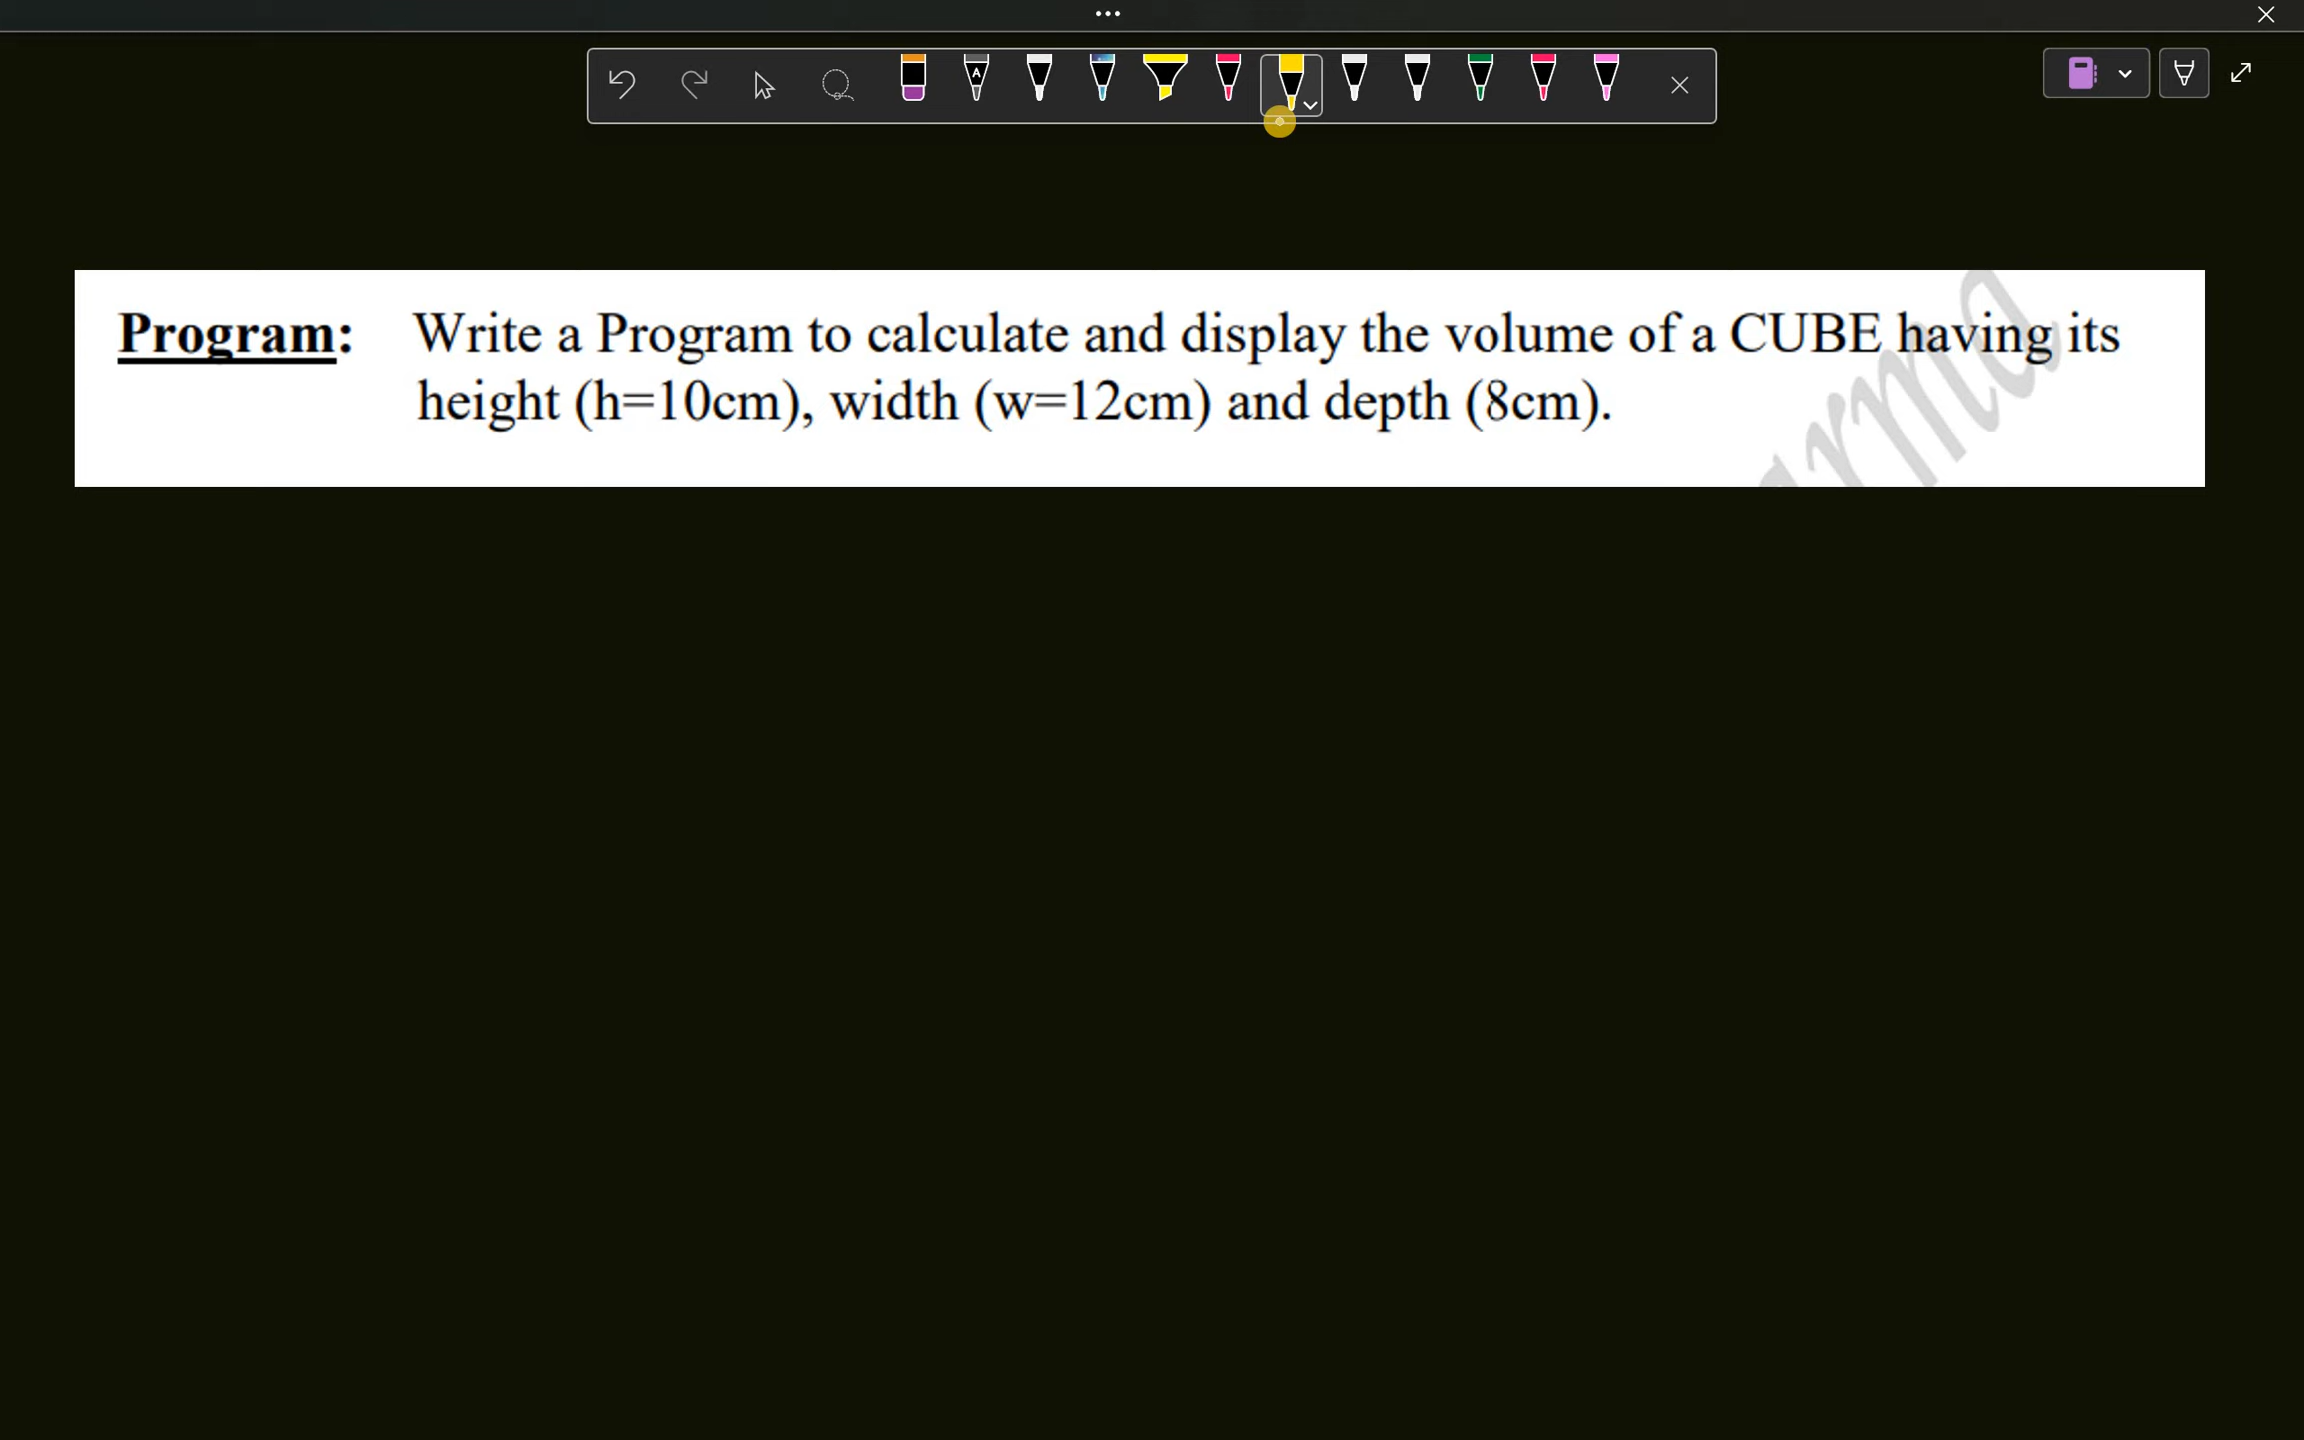 Program: Write a Program to calculate and display the volume of a CUBE having its
height (h=10cm), width (w=12cm) and depth (8cm).